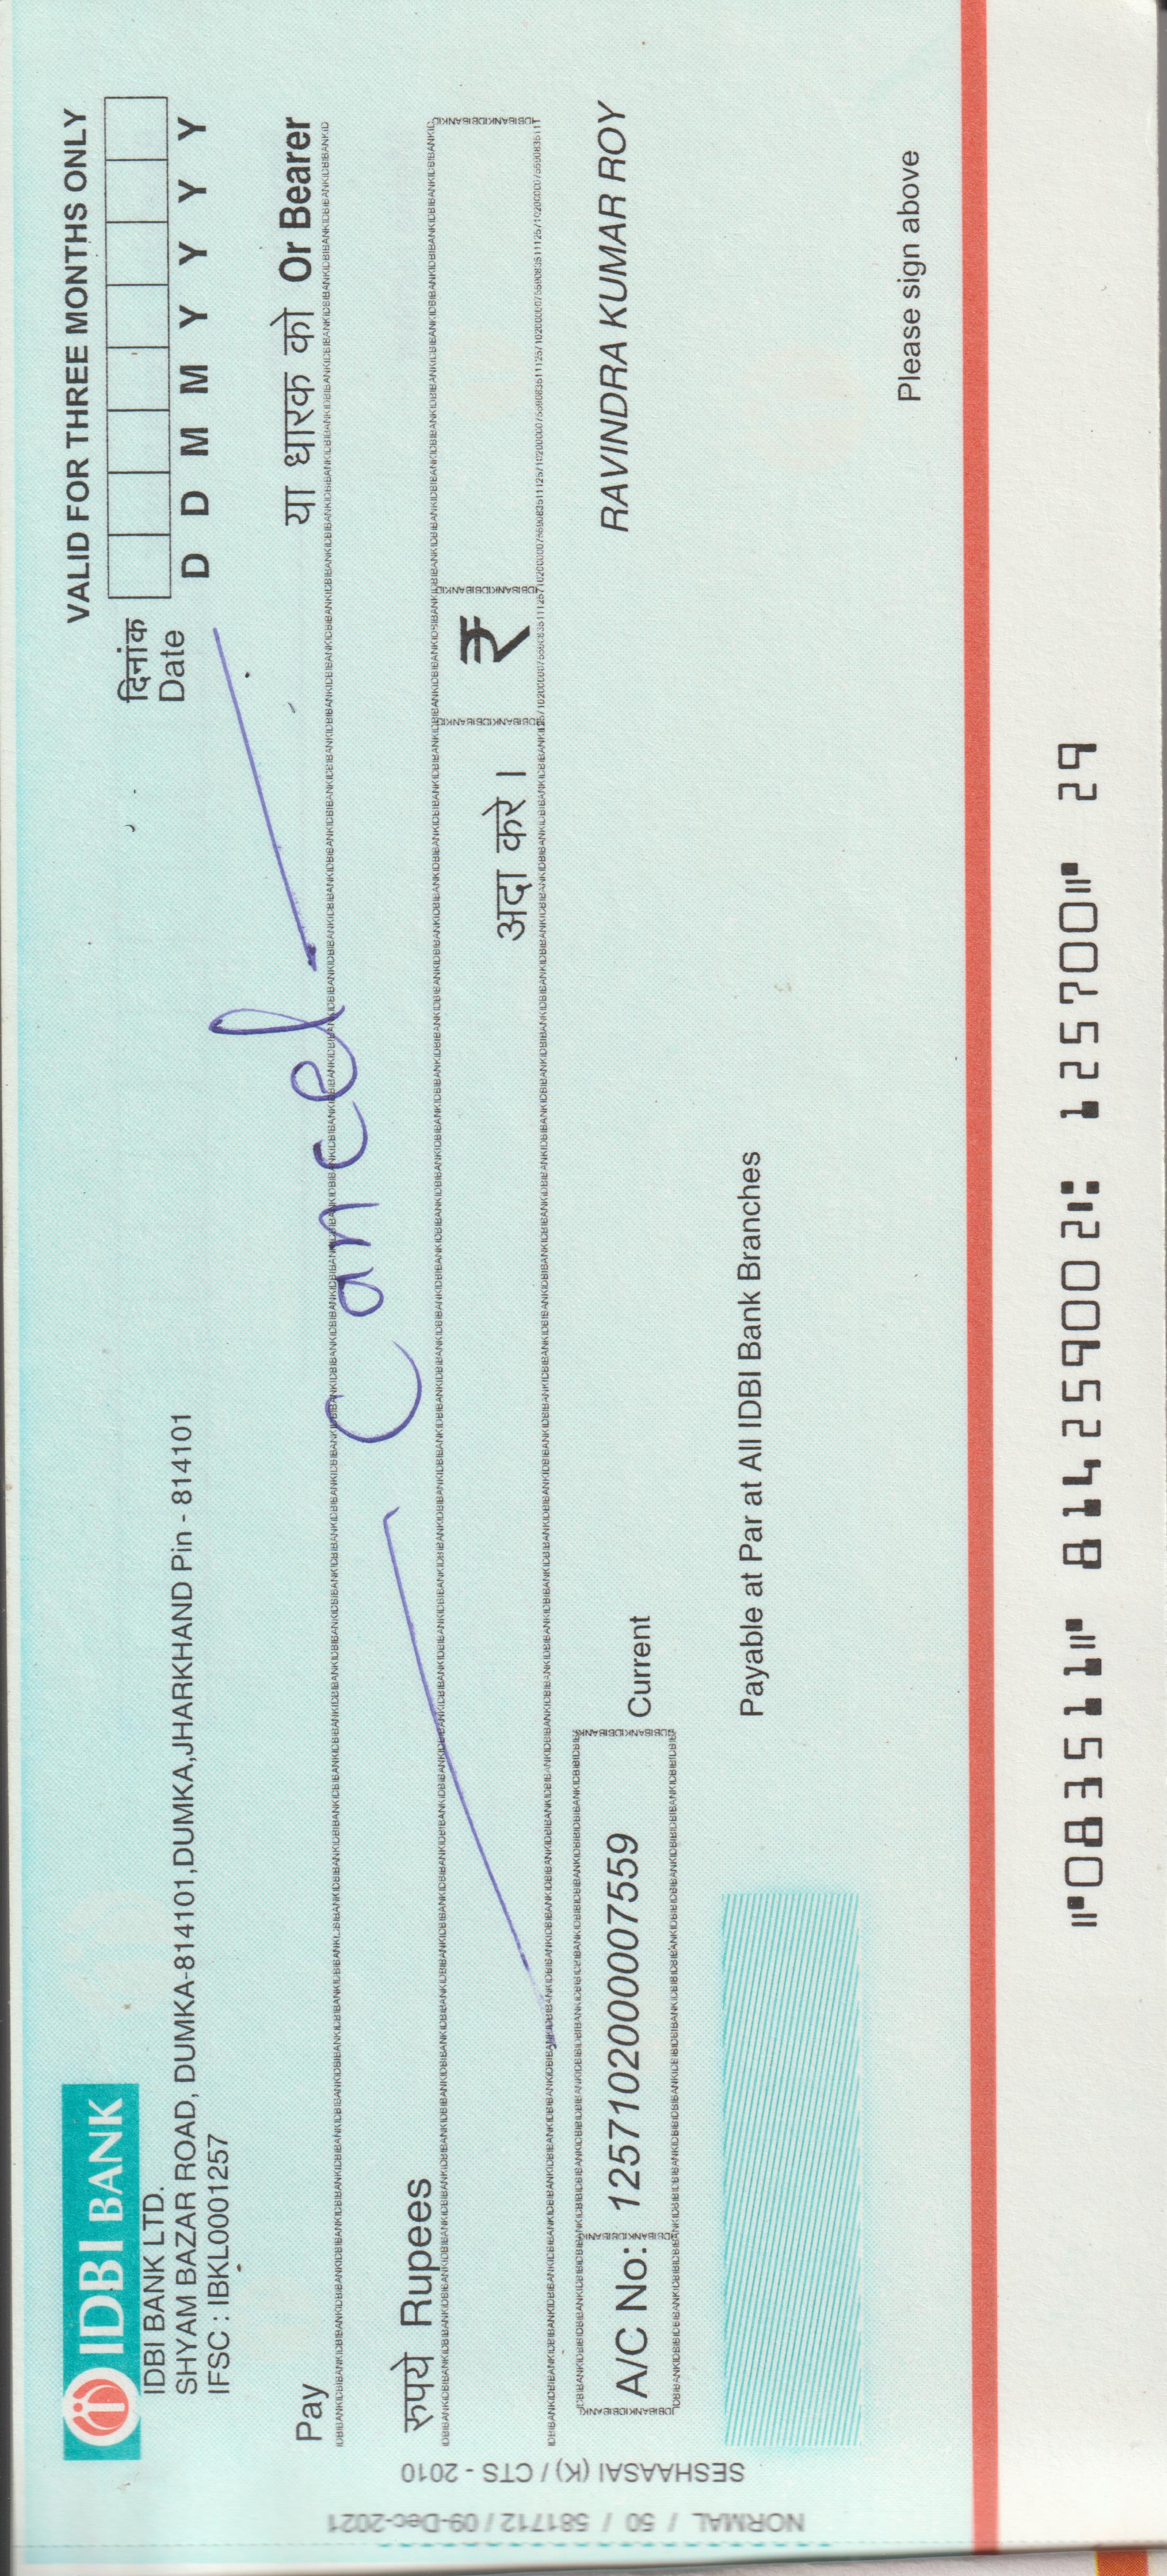 IDBI BANK
IDBI BANK LTD.
SHYAM BAZAR ROAD, DUMKA-814101,DUMKA,JHARKHAND Pin - 814101
IFSC : IBKL0001257
VALID FOR THREE MONTHS ONLY
दिनांक
Date
D D M M Y Y Y Y
Pay
Cancel
या धारक को Or Bearer
रुपये Rupees
अदा करे ।
₹
A/C No: 1257102000007559
Current
RAVINDRA KUMAR ROY
Payable at Par at All IDBI Bank Branches
Please sign above
SESHAASAI (K) / CTS - 2010
NORMAL / 50 / 581712 / 09-Dec-2021
⑈083511⑈ 814259002⑆ 125700⑈ 29